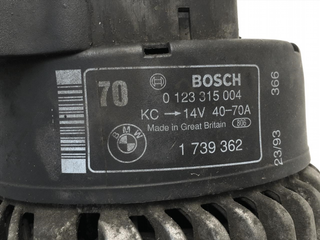 70 BOSCH
0 123 315 004
KC → 14V 40-70A
Made in Great Britain
BMW
1 739 362
366
23/93